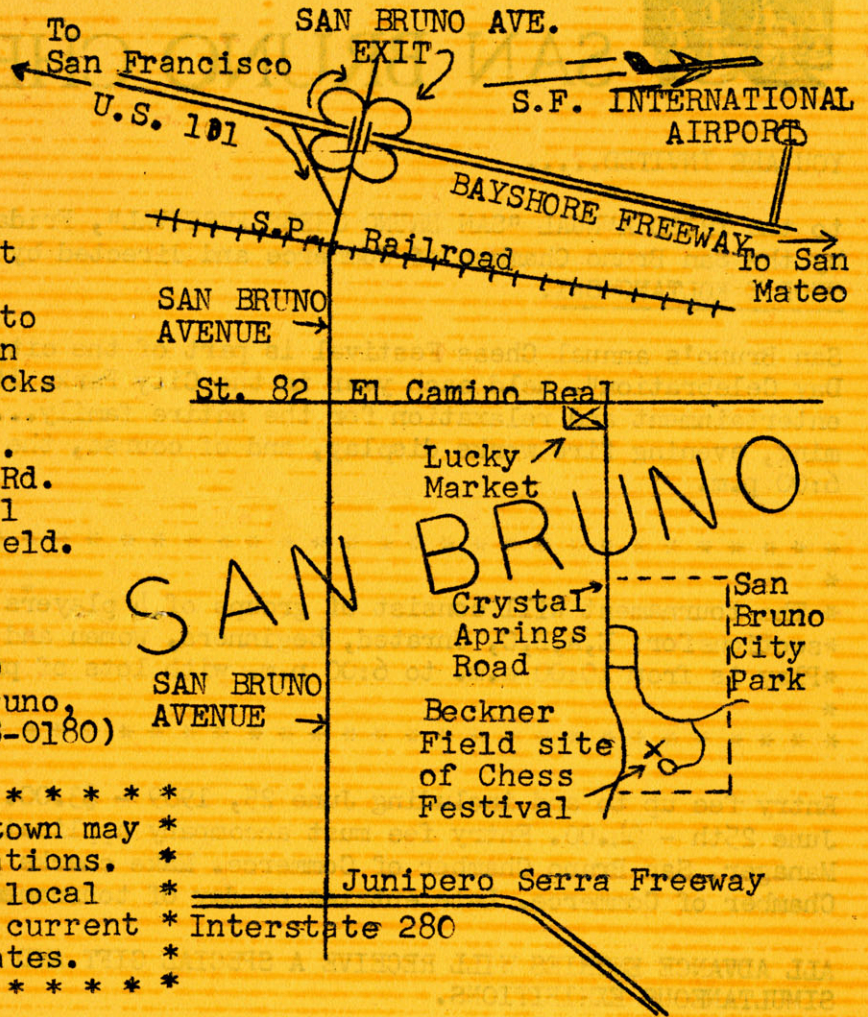 SAN BRUNO AVE.
EXIT
To
San Francisco
U.S. 101
S.F. INTERNATIONAL
AIRPORT
BAYSHORE FREEWAY
To San
Mateo
S.P. Railroad
SAN BRUNO
AVENUE
St. 82 El Camino Real
Lucky
Market
SAN BRUNO
Crystal
Aprings
Road
San
Bruno
City
Park
SAN BRUNO
AVENUE
Beckner
Field site
of Chess
Festival
Junipero Serra Freeway
Interstate 280
t
to
n
cks
.
Rd.
l
eld.
uno,
-0180)
* * * * * *
town may *
ations. *
local *
current *
ates. *
* * * * * *